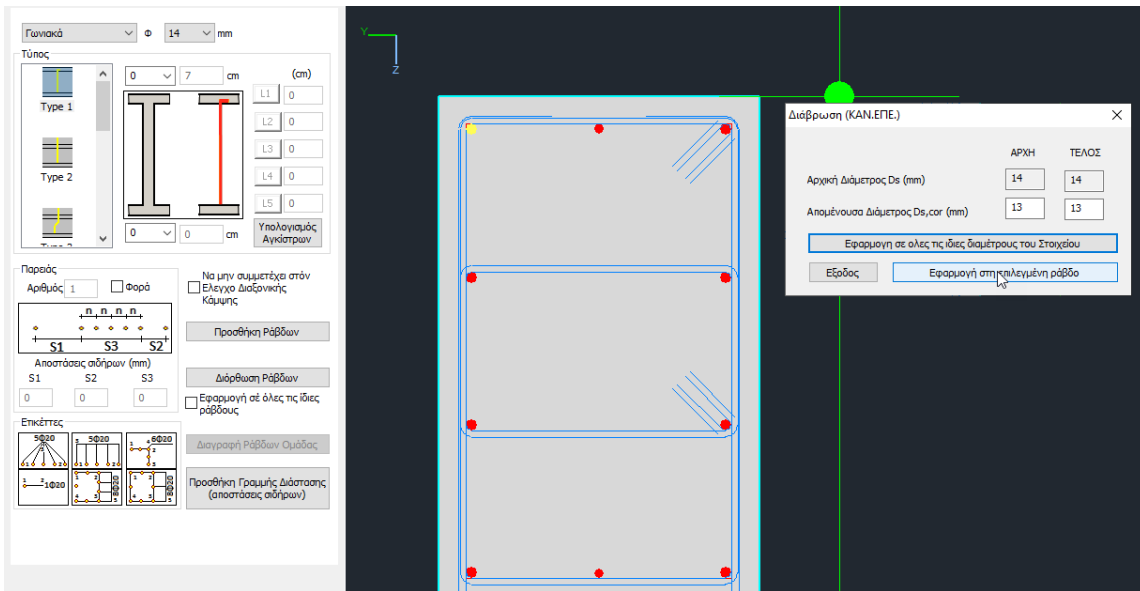 Γωνιακά Φ 14 mm
Τύπος
Type 1
Type 2
0 7 cm (cm)
L1 0
L2 0
L3 0
L4 0
L5 0
0 0 cm
Υπολογισμός
Αγκίστρων
Παρειάς
Αριθμός 1 Φορά
n n n n
S1 S3 S2
Αποστάσεις σιδήρων (mm)
S1 S2 S3
0 0 0
Να μην συμμετέχει στόν
Ελεγχο Διαξονικής
Κάμψης
Προσθήκη Ράβδων
Διόρθωση Ράβδων
Εφαρμογή σέ όλες τις ίδιες
ράβδους
Ετικέττες
5Φ20 5Φ20 6Φ20
1Φ20 8Φ20 8Φ20
Διαγραφή Ράβδων Ομάδας
Προσθήκη Γραμμής Διάστασης
(αποστάσεις σιδήρων)
Y
Z
Διάβρωση (ΚΑΝ.ΕΠΕ.)
ΑΡΧΗ ΤΕΛΟΣ
Αρχική Διάμετρος Ds (mm) 14 14
Απομένουσα Διάμετρος Ds,cor (mm) 13 13
Εφαρμογη σε ολες τις ιδιες διαμέτρους του Στοιχείου
Εξοδος Εφαρμογή στη επιλεγμένη ράβδο